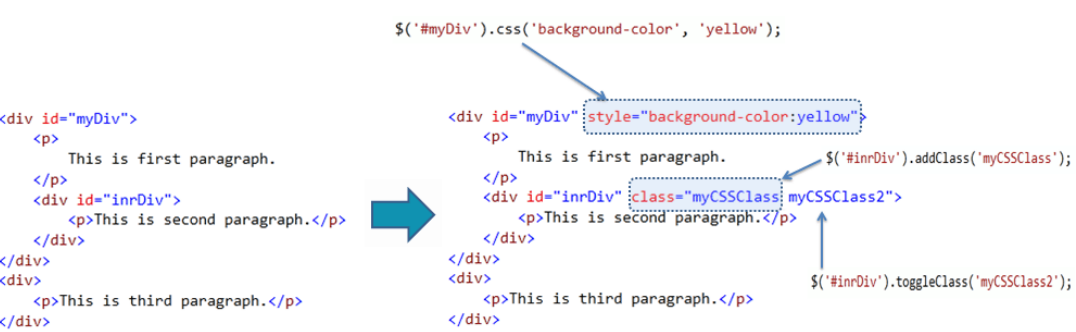 $('#myDiv').css('background-color', 'yellow');
<div id="myDiv">
<p>
This is first paragraph.
</p>
<div id="inrDiv">
<p>This is second paragraph.</p>
</div>
</div>
<div>
<p>This is third paragraph.</p>
</div>
<div id="myDiv" style="background-color:yellow">
<p>
This is first paragraph.
</p>
<div id="inrDiv" class="myCSSClass myCSSClass2">
<p>This is second paragraph.</p>
</div>
</div>
<div>
<p>This is third paragraph.</p>
</div>
$('#inrDiv').addClass('myCSSClass');
$('#inrDiv').toggleClass('myCSSClass2');